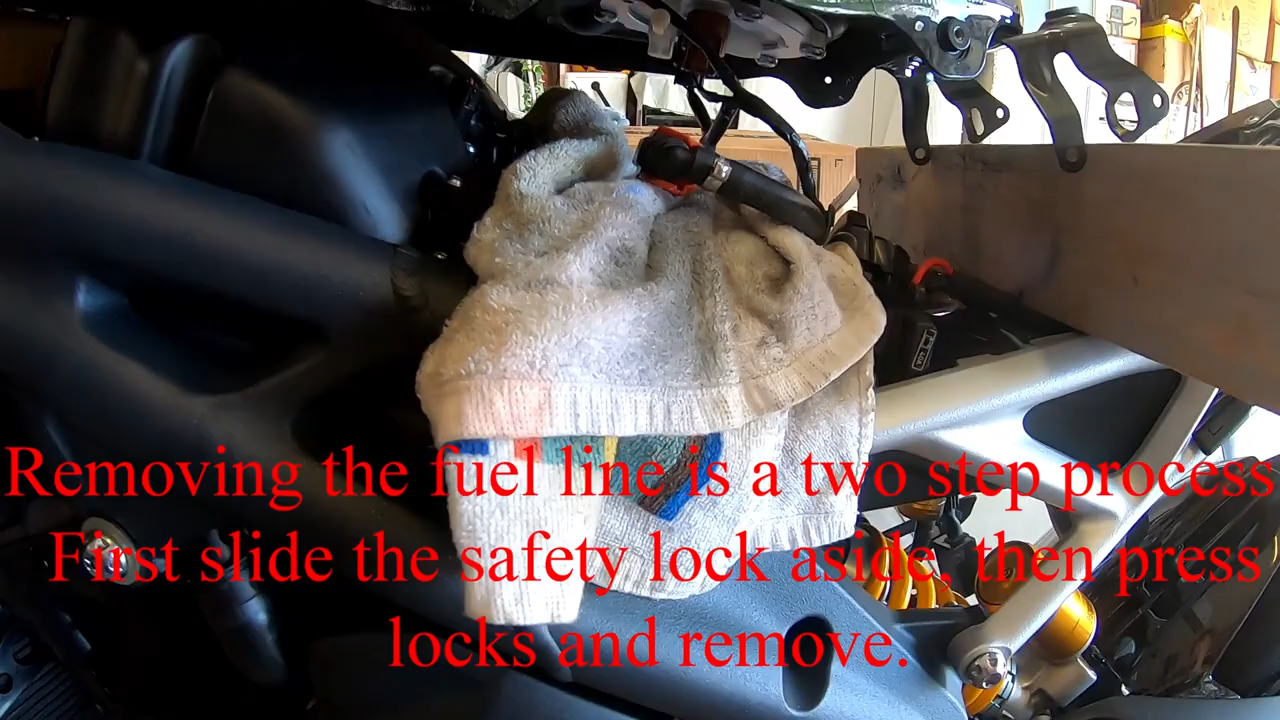 Removing the fuel line is a two step process
First slide the safety lock aside, then press
locks and remove.